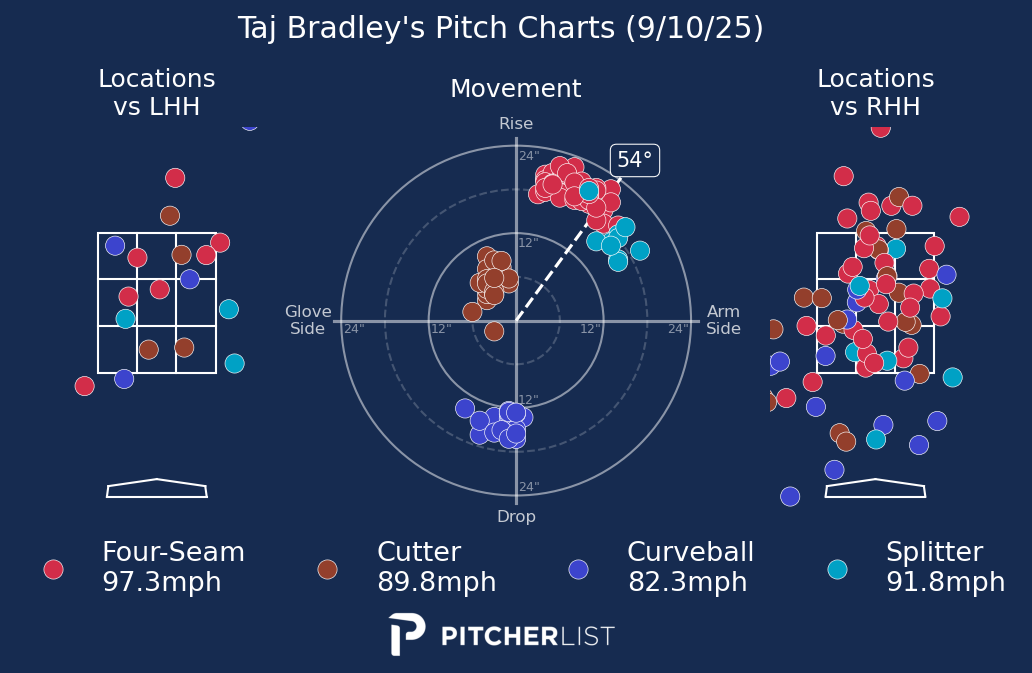 Taj Bradley's Pitch Charts (9/10/25)
Locations
vs LHH
Movement
Locations
vs RHH
Rise
24"
54°
12"
Glove
Side
24"
12"
12"
24"
Arm
Side
12"
24"
Drop
Four-Seam
97.3mph
Cutter
89.8mph
Curveball
82.3mph
Splitter
91.8mph
PITCHERLIST